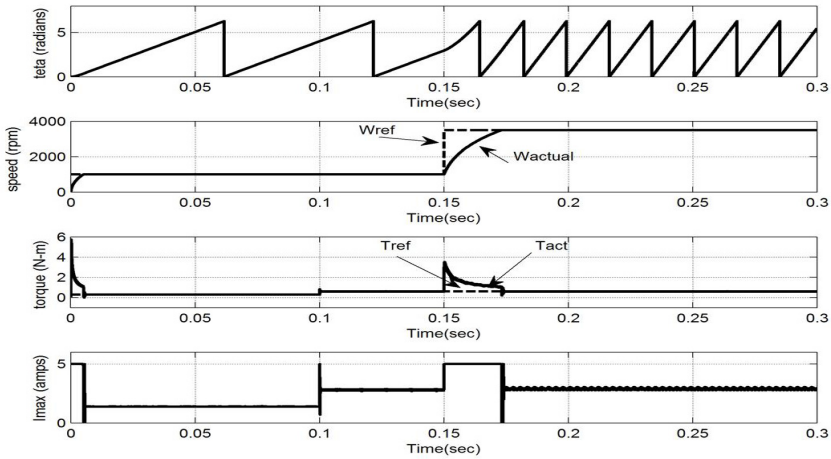 teta (radians)
5
0
0 0.05 0.1 0.15 0.2 0.25 0.3
Time(sec)
speed (rpm)
4000
2000
0
Wref
Wactual
0 0.05 0.1 0.15 0.2 0.25 0.3
Time(sec)
torque (N-m)
6
4
2
0
Tref Tact
0 0.05 0.1 0.15 0.2 0.25 0.3
Time(sec)
Imax (amps)
5
0
0 0.05 0.1 0.15 0.2 0.25 0.3
Time(sec)